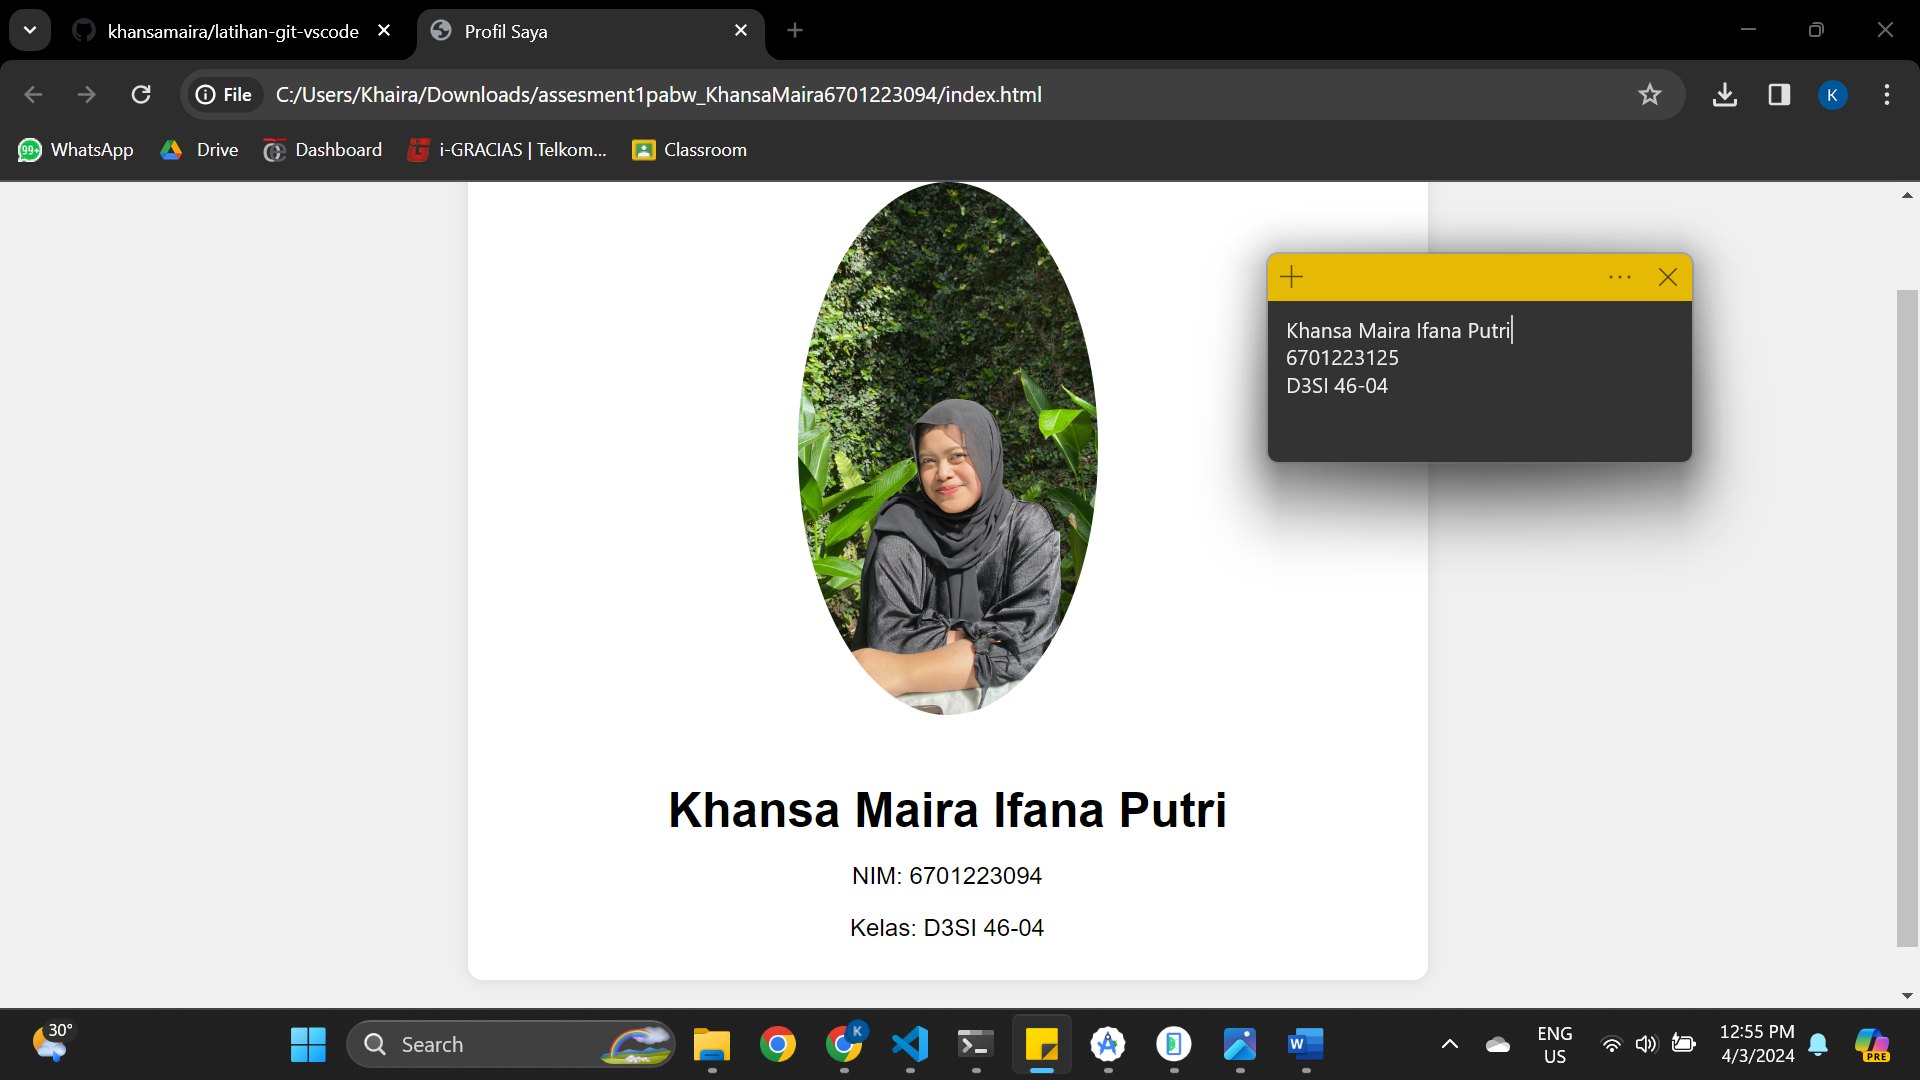 khansamaira/latihan-git-vscode
Profil Saya
File
C:/Users/Khaira/Downloads/assesment1pabw_KhansaMaira6701223094/index.html
K
99+
WhatsApp
Drive
Dashboard
i-GRACIAS | Telkom...
Classroom
Khansa Maira Ifana Putri
6701223125
D3SI 46-04
Khansa Maira Ifana Putri
NIM: 6701223094
Kelas: D3SI 46-04
30°
Search
K
W
ENG
US
12:55 PM
4/3/2024
PRE